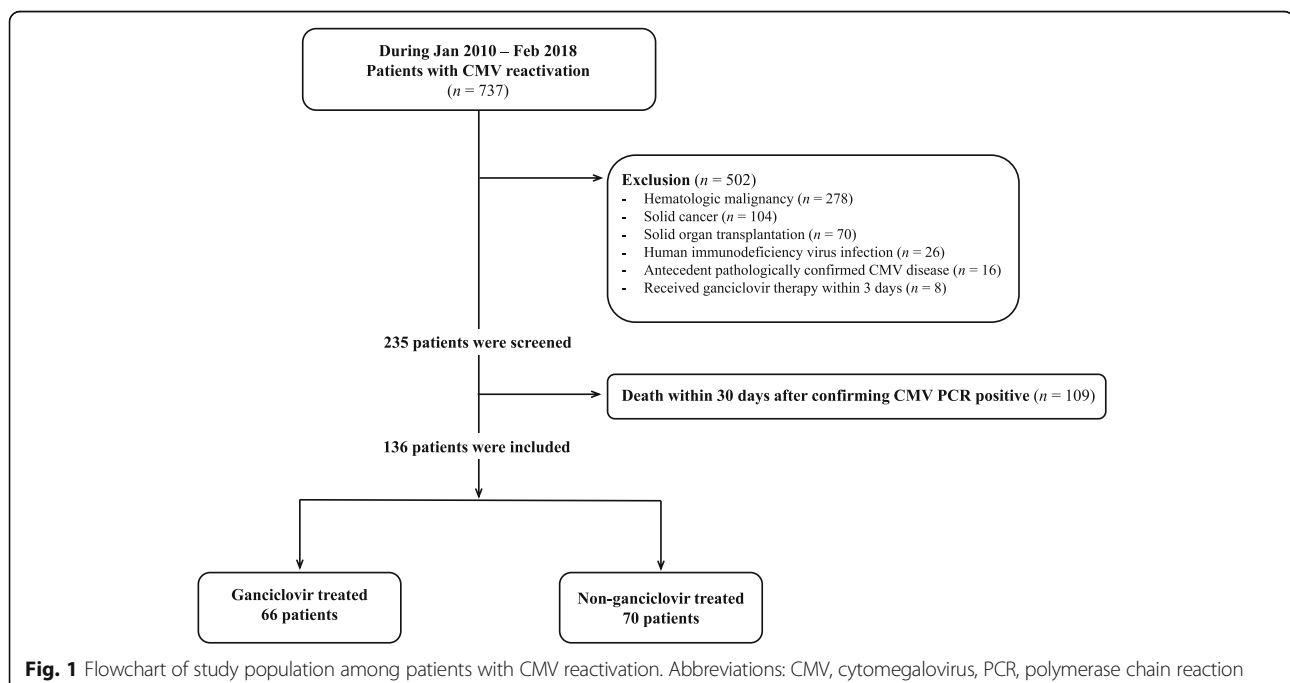 During Jan 2010 – Feb 2018
Patients with CMV reactivation
(n = 737)
Exclusion (n = 502)
- Hematologic malignancy (n = 278)
- Solid cancer (n = 104)
- Solid organ transplantation (n = 70)
- Human immunodeficiency virus infection (n = 26)
- Antecedent pathologically confirmed CMV disease (n = 16)
- Received ganciclovir therapy within 3 days (n = 8)
235 patients were screened
Death within 30 days after confirming CMV PCR positive (n = 109)
136 patients were included
Ganciclovir treated
66 patients
Non-ganciclovir treated
70 patients
Fig. 1 Flowchart of study population among patients with CMV reactivation. Abbreviations: CMV, cytomegalovirus, PCR, polymerase chain reaction